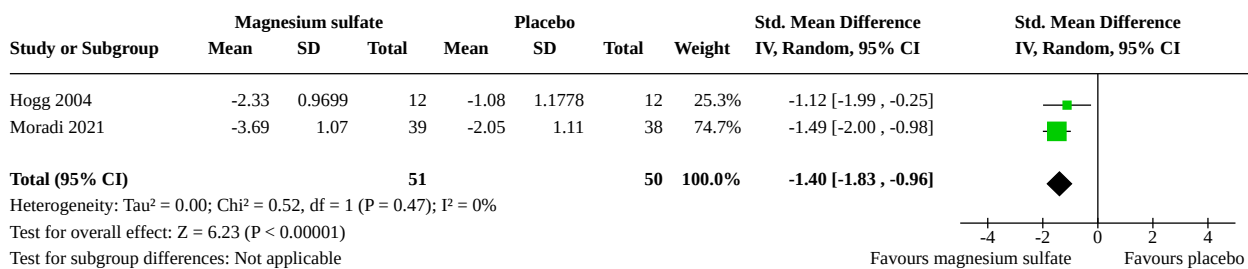 Magnesium sulfate Placebo Std. Mean Difference Std. Mean Difference
Study or Subgroup Mean SD Total Mean SD Total Weight IV, Random, 95% CI IV, Random, 95% CI
Hogg 2004 -2.33 0.9699 12 -1.08 1.1778 12 25.3% -1.12 [-1.99 , -0.25]
Moradi 2021 -3.69 1.07 39 -2.05 1.11 38 74.7% -1.49 [-2.00 , -0.98]
Total (95% CI) 51 50 100.0% -1.40 [-1.83 , -0.96]
Heterogeneity: Tau² = 0.00; Chi² = 0.52, df = 1 (P = 0.47); I² = 0%
Test for overall effect: Z = 6.23 (P < 0.00001) -4 -2 0 2 4
Test for subgroup differences: Not applicable Favours magnesium sulfate Favours placebo